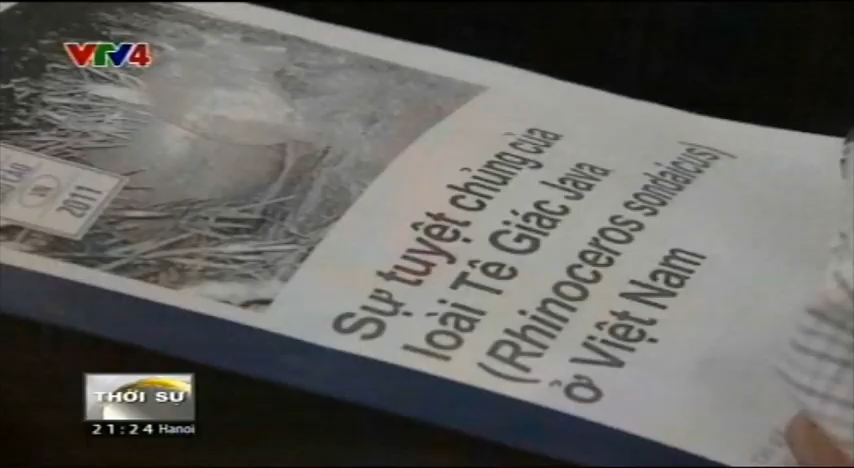 VTV4
2011
Sự tuyệt chủng của
loài Tê Giác Java
(Rhinoceros sondaicus)
ở Việt Nam
THỜI SỰ
21:24 Hanoi